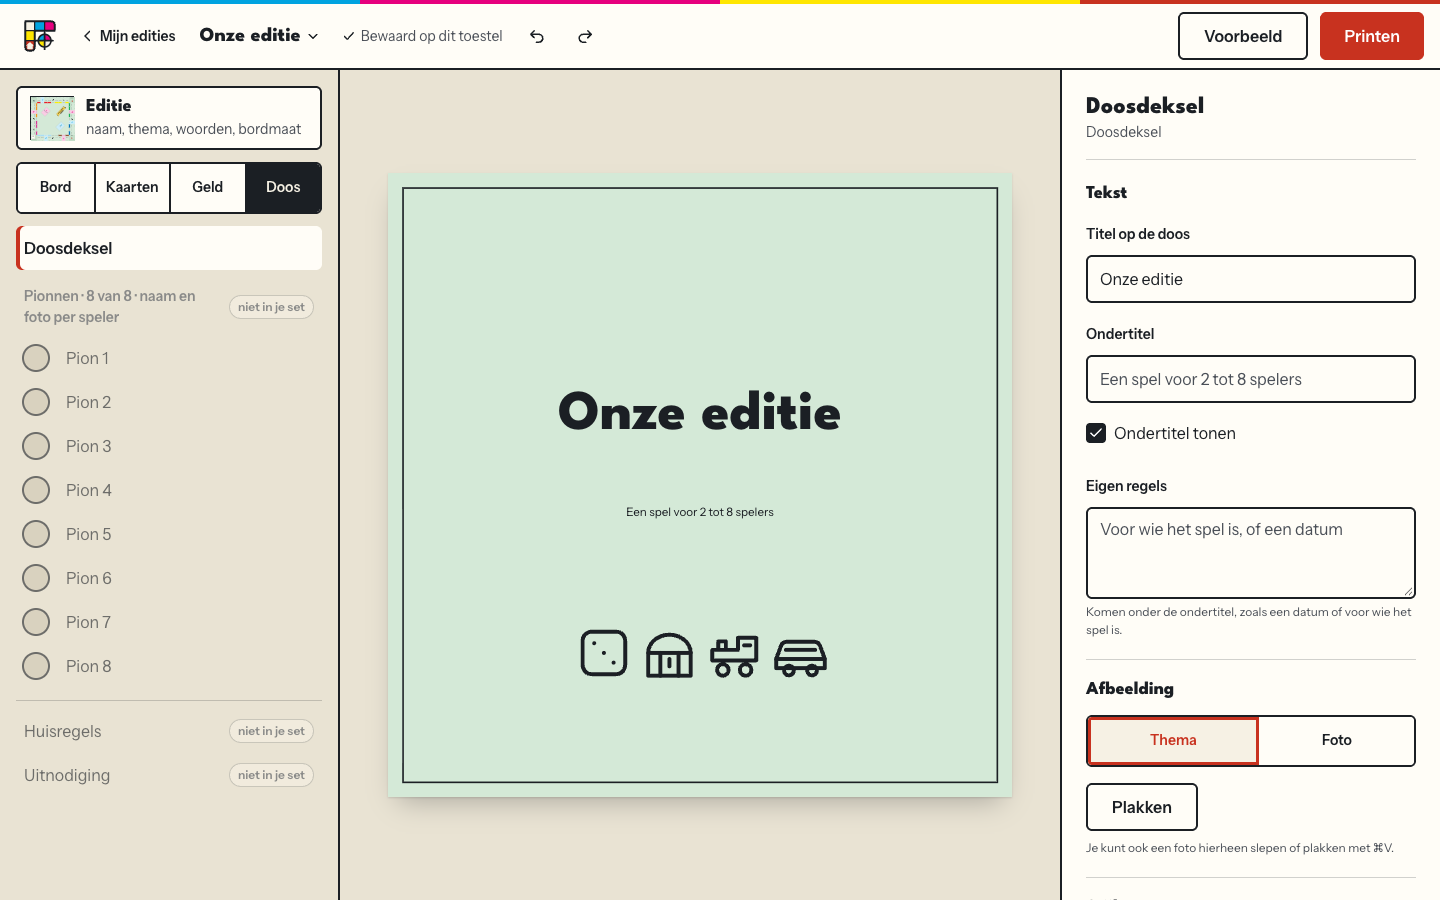 Mijn edities
Onze editie
Bewaard op dit toestel
Voorbeeld
Printen
Editie
naam, thema, woorden, bordmaat
Bord
Kaarten
Geld
Doos
Doosdeksel
Pionnen · 8 van 8 · naam en
foto per speler
niet in je set
Pion 1
Pion 2
Pion 3
Pion 4
Pion 5
Pion 6
Pion 7
Pion 8
Huisregels
niet in je set
Uitnodiging
niet in je set
Onze editie
Een spel voor 2 tot 8 spelers
Doosdeksel
Doosdeksel
Tekst
Titel op de doos
Onze editie
Ondertitel
Een spel voor 2 tot 8 spelers
Ondertitel tonen
Eigen regels
Voor wie het spel is, of een datum
Komen onder de ondertitel, zoals een datum of voor wie het
spel is.
Afbeelding
Thema
Foto
Plakken
Je kunt ook een foto hierheen slepen of plakken met ⌘V.